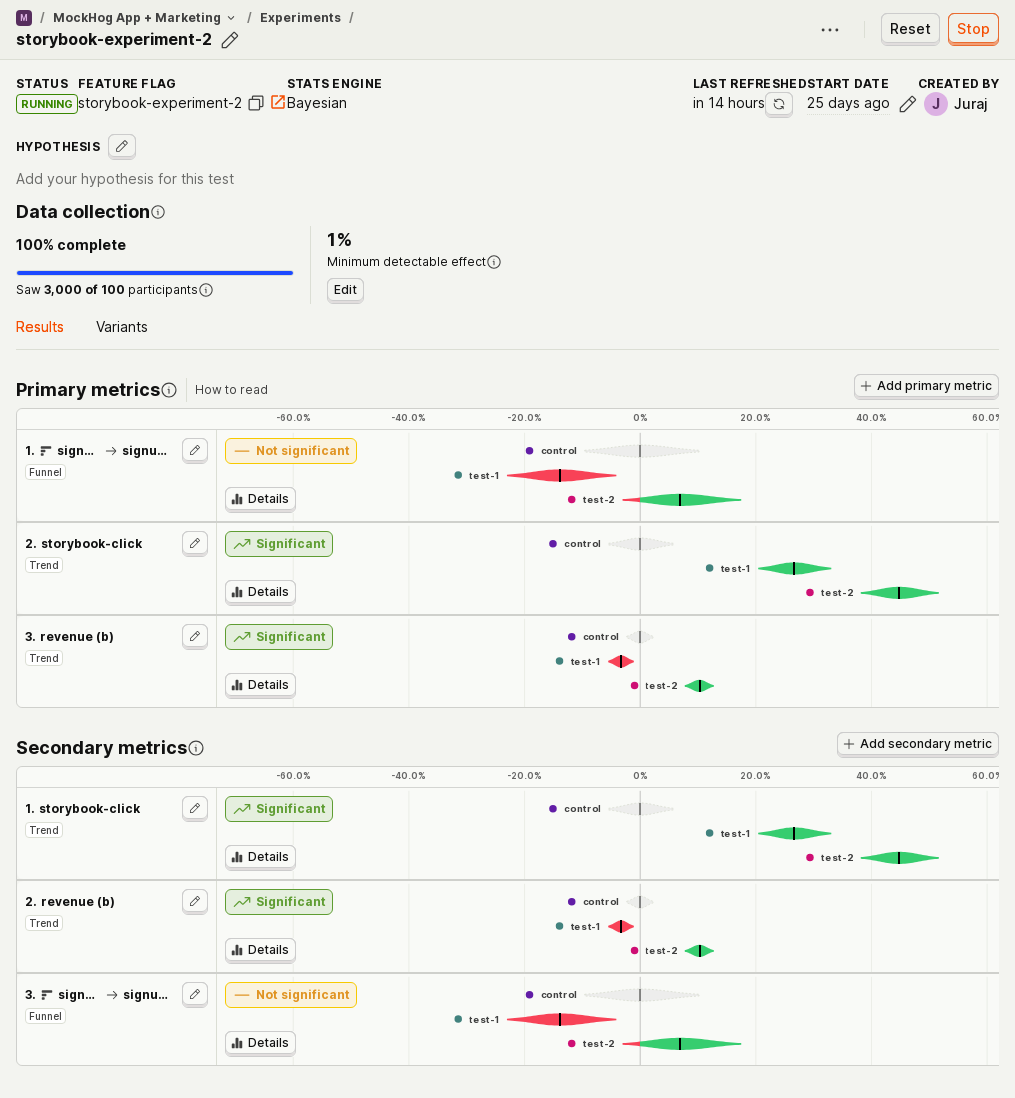 M / MockHog App + Marketing / Experiments /
storybook-experiment-2
Reset Stop
STATUS FEATURE FLAG STATS ENGINE LAST REFRESHED START DATE CREATED BY
RUNNING storybook-experiment-2 Bayesian in 14 hours 25 days ago J Juraj
HYPOTHESIS
Add your hypothesis for this test
Data collection
100% complete
1%
Minimum detectable effect
Saw 3,000 of 100 participants
Edit
Results Variants
Primary metrics How to read
Add primary metric
-60.0% -40.0% -20.0% 0% 20.0% 40.0% 60.0%
1. sign... → signu...
Funnel
Not significant
control
test-1
test-2
Details
2. storybook-click
Trend
Significant
control
test-1
test-2
Details
3. revenue (b)
Trend
Significant
control
test-1
test-2
Details
Secondary metrics
Add secondary metric
-60.0% -40.0% -20.0% 0% 20.0% 40.0% 60.0%
1. storybook-click
Trend
Significant
control
test-1
test-2
Details
2. revenue (b)
Trend
Significant
control
test-1
test-2
Details
3. sign... → signu...
Funnel
Not significant
control
test-1
test-2
Details